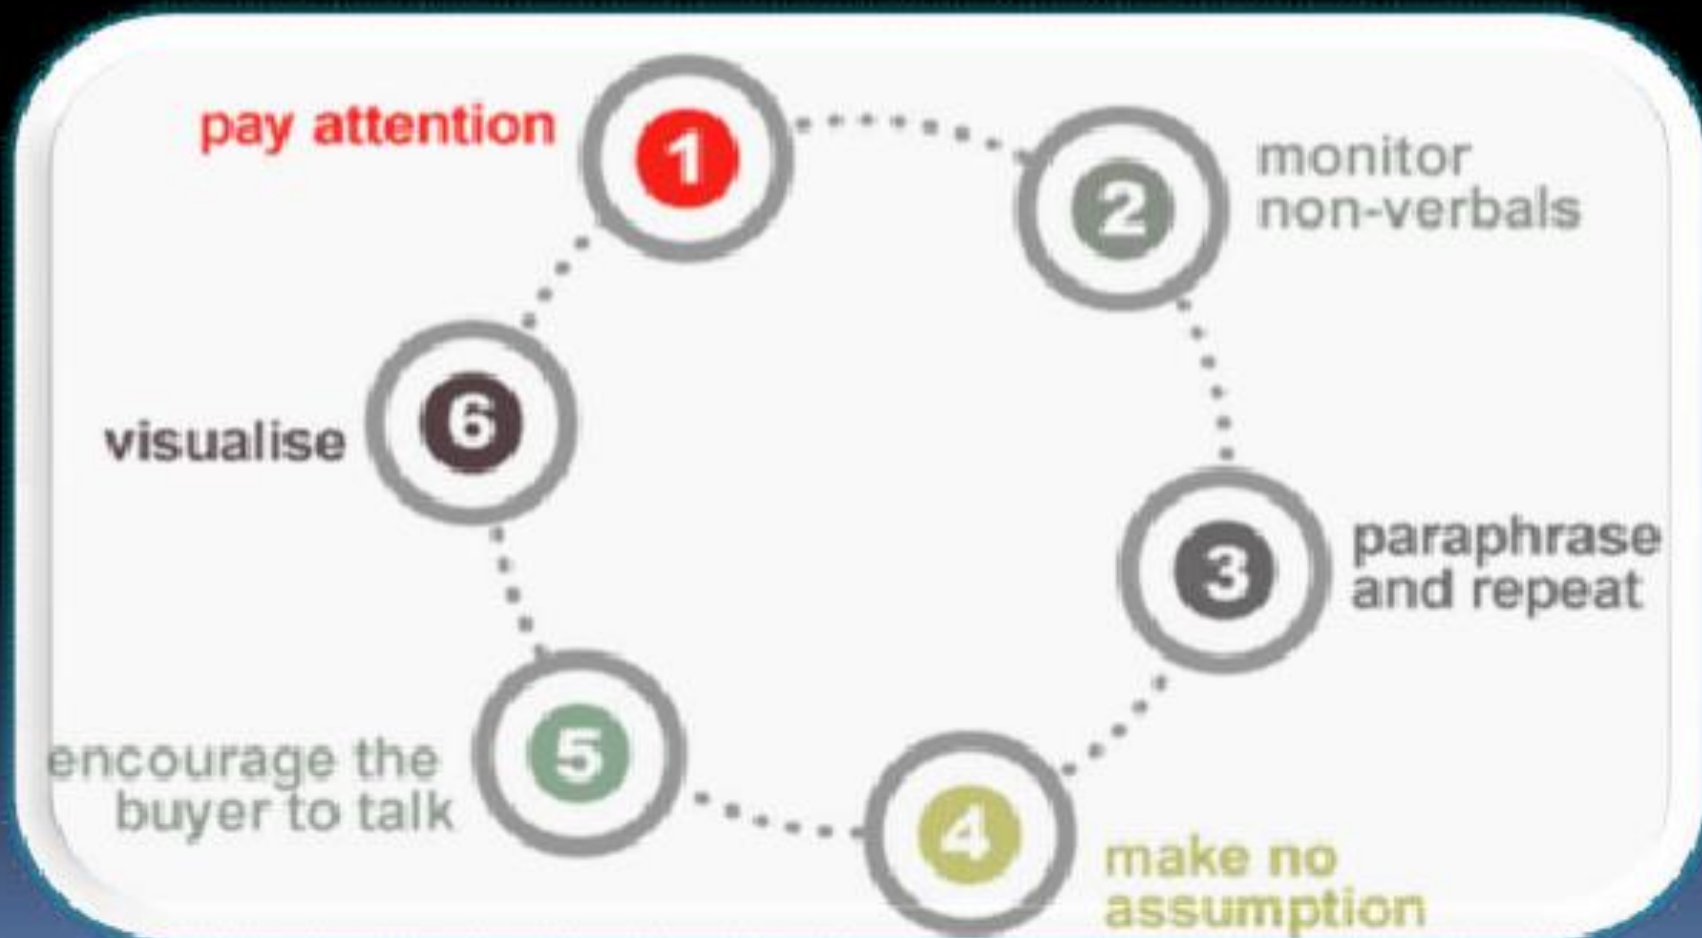 1
pay attention
2
monitor
non-verbals
3
paraphrase
and repeat
4
make no
assumption
5
encourage the
buyer to talk
6
visualise